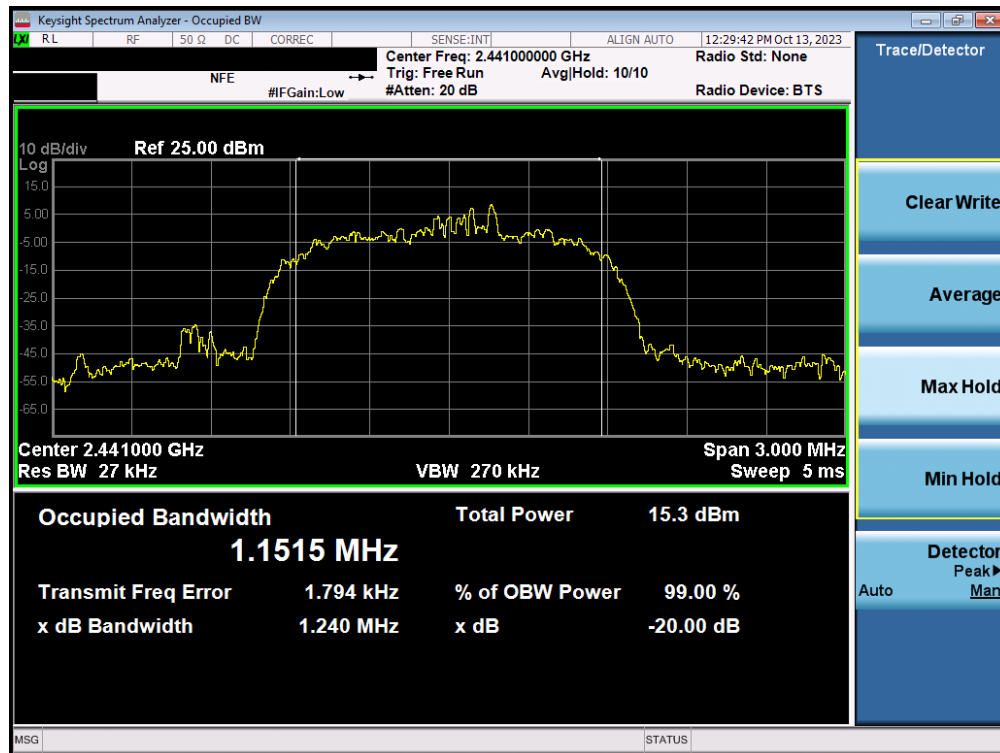 Keysight Spectrum Analyzer - Occupied BW
LXI RL RF 50 Ω DC CORREC SENSE:INT ALIGN AUTO 12:29:42 PM Oct 13, 2023
Center Freq: 2.441000000 GHz Radio Std: None
NFE Trig: Free Run Avg|Hold: 10/10
#IFGain:Low #Atten: 20 dB Radio Device: BTS
10 dB/div Ref 25.00 dBm
Log
15.0
5.00
-5.00
-15.0
-25.0
-35.0
-45.0
-55.0
-65.0
Center 2.441000 GHz Span 3.000 MHz
Res BW 27 kHz VBW 270 kHz Sweep 5 ms
Occupied Bandwidth Total Power 15.3 dBm
1.1515 MHz
Transmit Freq Error 1.794 kHz % of OBW Power 99.00 %
x dB Bandwidth 1.240 MHz x dB -20.00 dB
MSG STATUS
Trace/Detector
Clear Write
Average
Max Hold
Min Hold
Detector
Peak
Auto Man